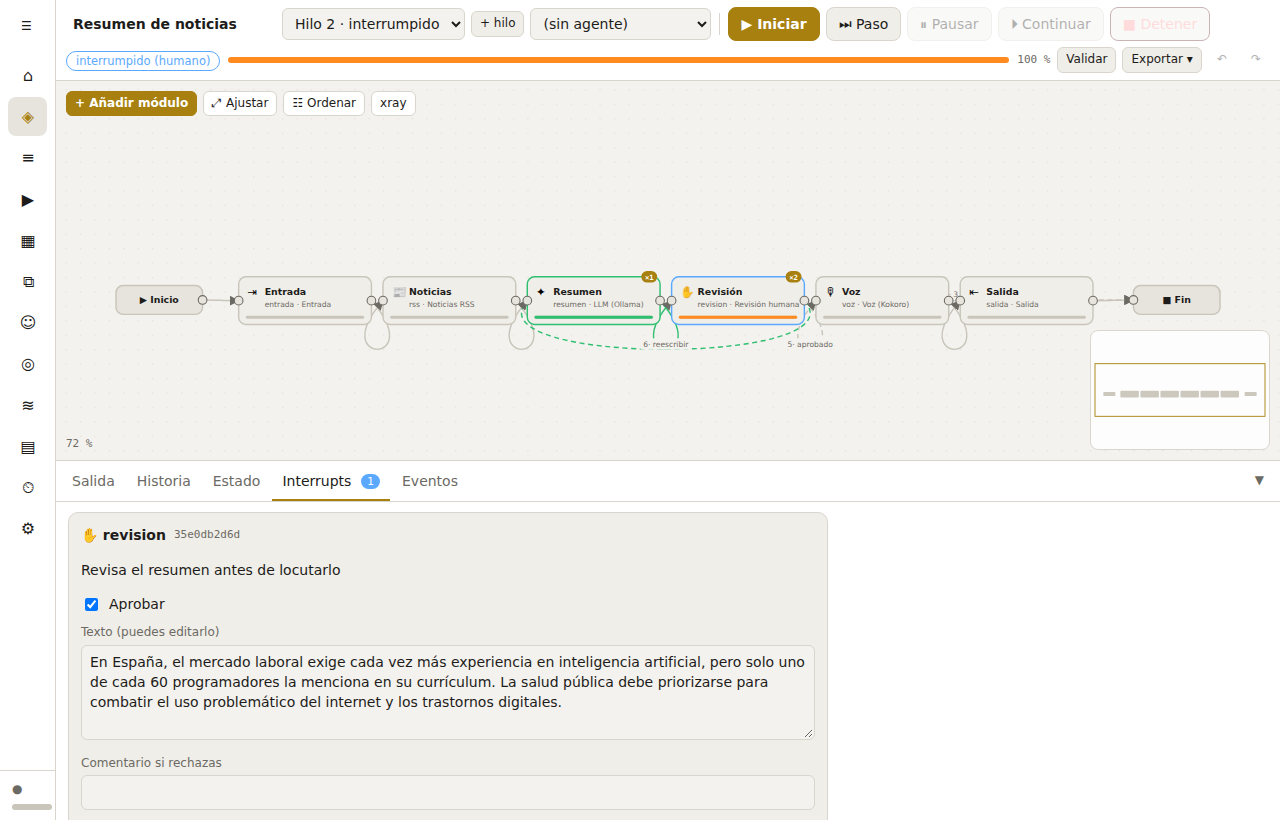 Resumen de noticias
Hilo 2 · interrumpido
+ hilo
(sin agente)
▶ Iniciar
⏭ Paso
⏸ Pausar
⏵ Continuar
■ Detener
interrumpido (humano)
100 %
Validar
Exportar ▾
+ Añadir módulo
⤢ Ajustar
☷ Ordenar
xray
▶ Inicio
Entrada
entrada · Entrada
Noticias
rss · Noticias RSS
×1
Resumen
resumen · LLM (Ollama)
×2
Revisión
revision · Revisión humana
Voz
voz · Voz (Kokoro)
3
Salida
salida · Salida
■ Fin
6· reescribir
5· aprobado
72 %
Salida
Historia
Estado
Interrupts 1
Eventos
▼
revision 35e0db2d6d
Revisa el resumen antes de locutarlo
Aprobar
Texto (puedes editarlo)
En España, el mercado laboral exige cada vez más experiencia en inteligencia artificial, pero solo uno
de cada 60 programadores la menciona en su currículum. La salud pública debe priorizarse para
combatir el uso problemático del internet y los trastornos digitales.
Comentario si rechazas